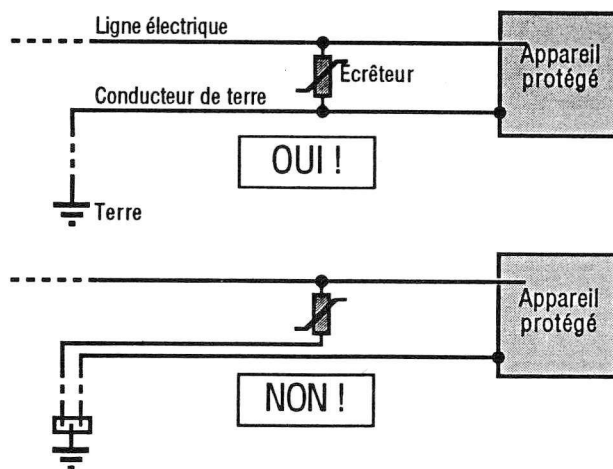 Ligne électrique
Appareil
protégé
Ecrêteur
Conducteur de terre
OUI !
Terre
Appareil
protégé
NON !